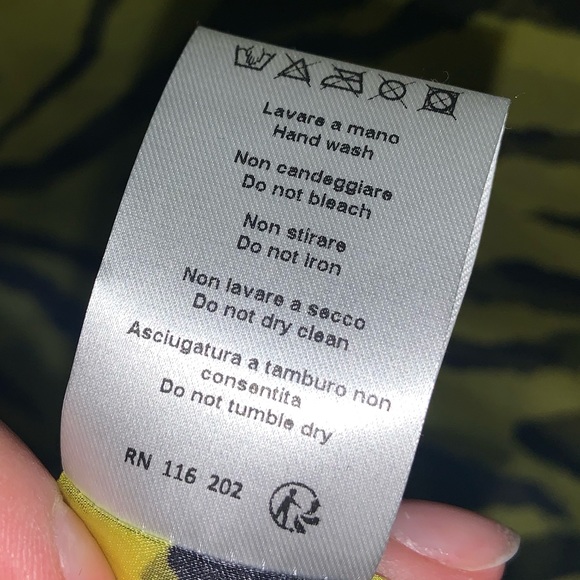 Lavare a mano
Hand wash
Non candeggiare
Do not bleach
Non stirare
Do not iron
Non lavare a secco
Do not dry clean
Asciugatura a tamburo non
consentita
Do not tumble dry
RN 116 202